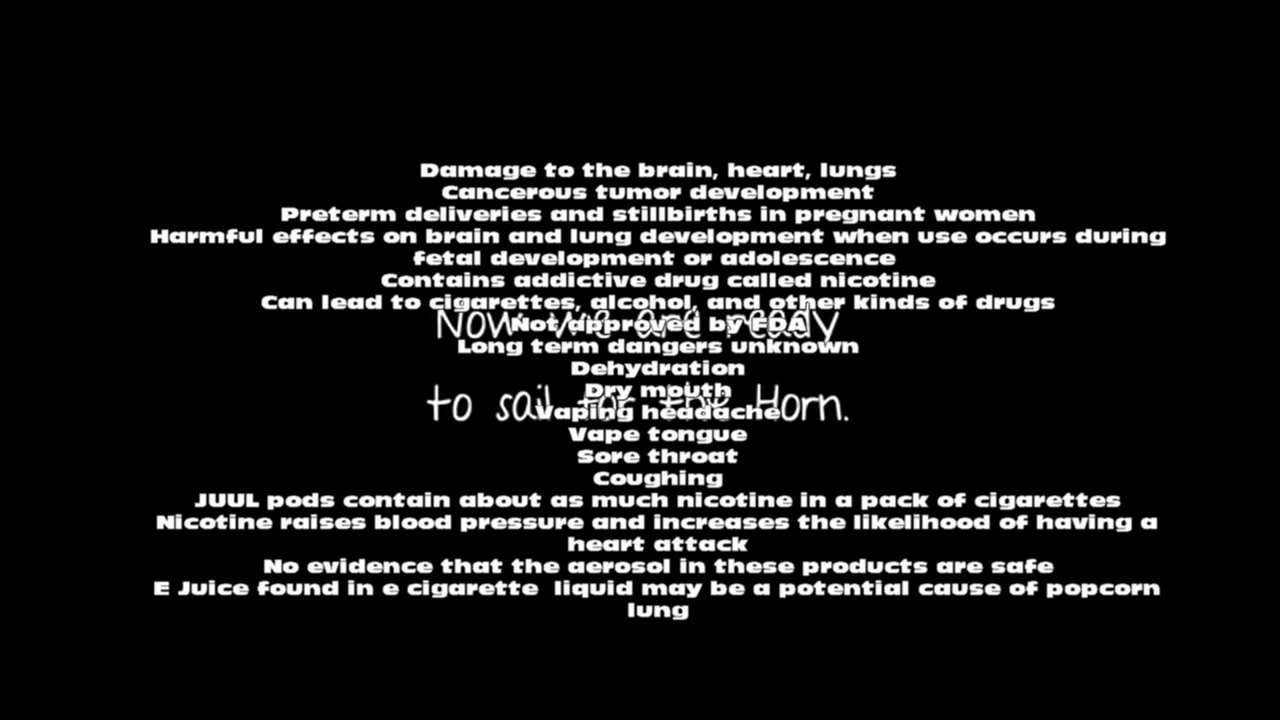 Damage to the brain, heart, lungs
Cancerous tumor development
Preterm deliveries and stillbirths in pregnant women
Harmful effects on brain and lung development when use occurs during
fetal development or adolescence
Contains addictive drug called nicotine
Can lead to cigarettes, alcohol, and other kinds of drugs
Now we are ready
Not approved by FDA
Long term dangers unknown
Dehydration
Dry mouth
to sail for the Horn.
Vaping headache
Vape tongue
Sore throat
Coughing
JUUL pods contain about as much nicotine in a pack of cigarettes
Nicotine raises blood pressure and increases the likelihood of having a
heart attack
No evidence that the aerosol in these products are safe
E Juice found in e cigarette liquid may be a potential cause of popcorn
lung